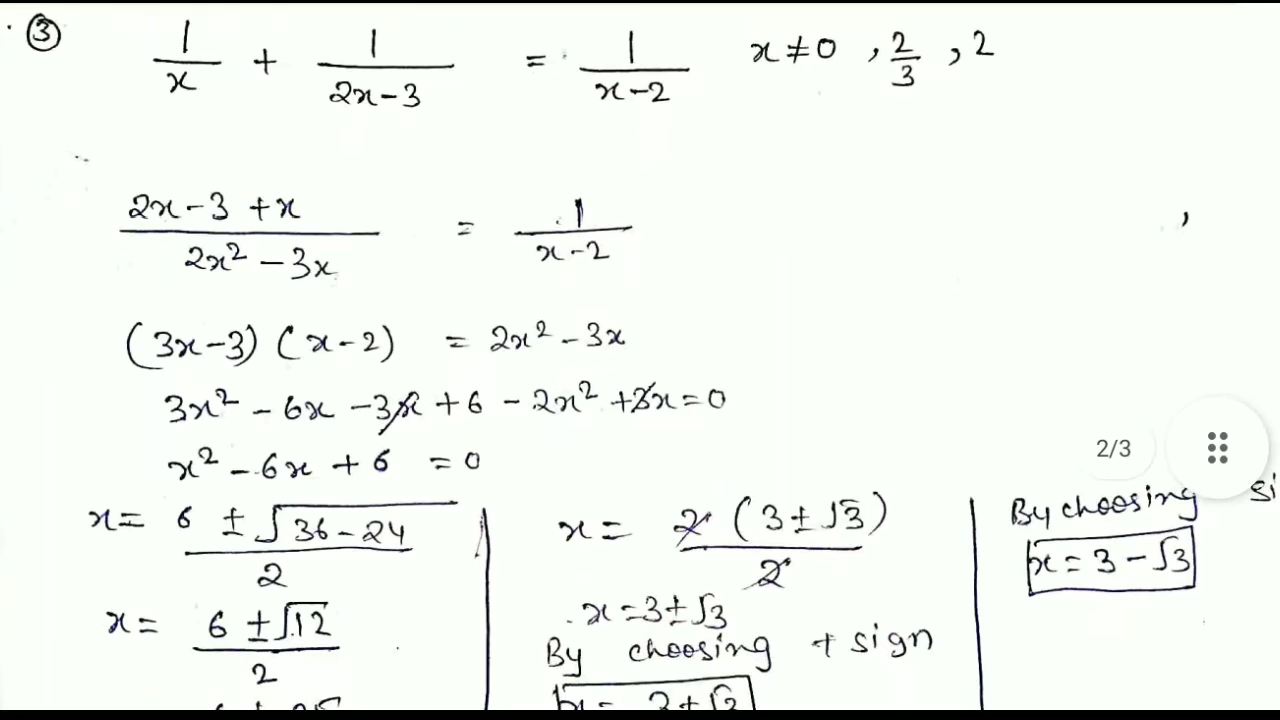 ③ 1/x + 1/(2x-3) = 1/(x-2) x≠0 , 2/3 , 2
(2x-3+x)/(2x²-3x) = 1/(x-2)
(3x-3) (x-2) = 2x²-3x
3x² - 6x - 3x + 6 - 2x² + 3x = 0
x² - 6x + 6 = 0
x = (6 ± √(36-24))/2
x = (6 ± √12)/2
x = 2(3±√3)/2
x = 3±√3
By choosing + sign
x = 3+√3
By choosing
x = 3-√3
2/3